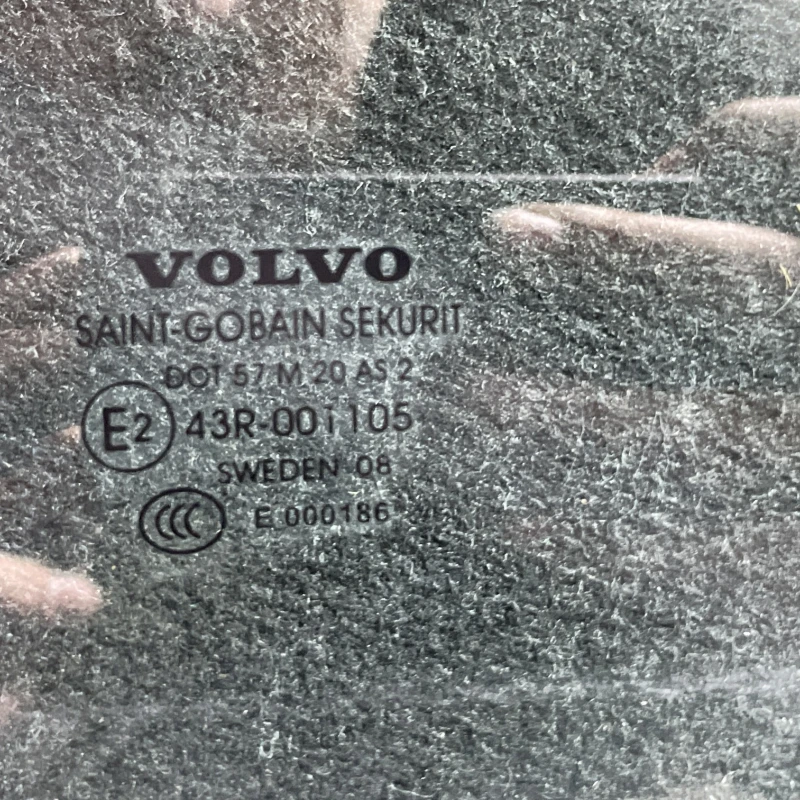 VOLVO
SAINT-GOBAIN SEKURIT
DOT 57 M 20 AS 2
E2 43R-001105
SWEDEN 08
CCC E 000186